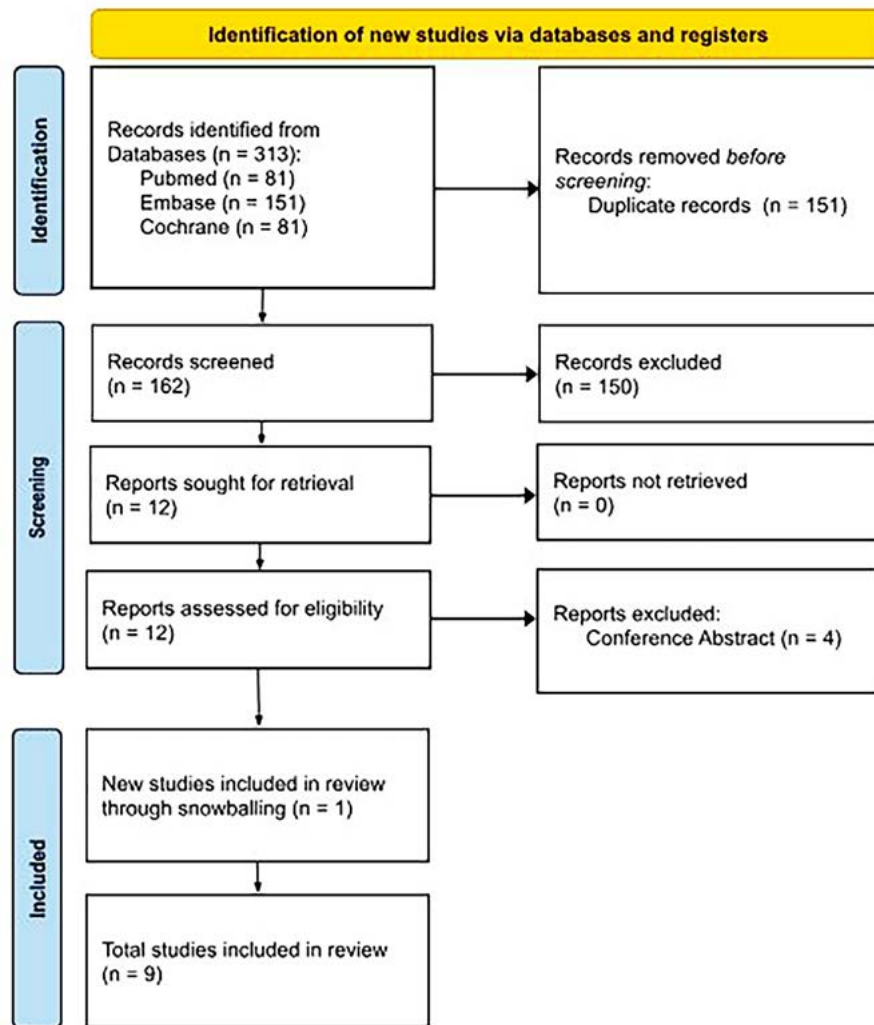 Identification of new studies via databases and registers
Identification
Records identified from
Databases (n = 313):
Pubmed (n = 81)
Embase (n = 151)
Cochrane (n = 81)
Records removed before
screening:
Duplicate records (n = 151)
Screening
Records screened
(n = 162)
Records excluded
(n = 150)
Reports sought for retrieval
(n = 12)
Reports not retrieved
(n = 0)
Reports assessed for eligibility
(n = 12)
Reports excluded:
Conference Abstract (n = 4)
Included
New studies included in review
through snowballing (n = 1)
Total studies included in review
(n = 9)